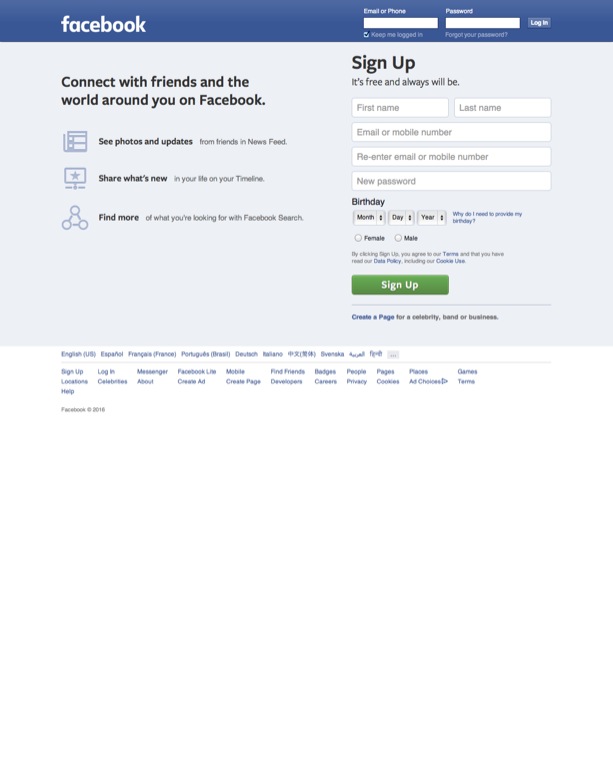 facebook
Email or Phone
Password
Log In
Keep me logged in
Forgot your password?
Connect with friends and the
world around you on Facebook.
See photos and updates from friends in News Feed.
Share what's new in your life on your Timeline.
Find more of what you're looking for with Facebook Search.
Sign Up
It's free and always will be.
First name
Last name
Email or mobile number
Re-enter email or mobile number
New password
Birthday
Month Day Year
Why do I need to provide my
birthday?
Female Male
By clicking Sign Up, you agree to our Terms and that you have
read our Data Policy, including our Cookie Use.
Sign Up
Create a Page for a celebrity, band or business.
English (US) Español Français (France) Português (Brasil) Deutsch Italiano 中文(简体) Svenska العربية हिन्दी ...
Sign Up Log In Messenger Facebook Lite Mobile Find Friends Badges People Pages Places Games
Locations Celebrities About Create Ad Create Page Developers Careers Privacy Cookies Ad Choices Terms
Help
Facebook © 2016